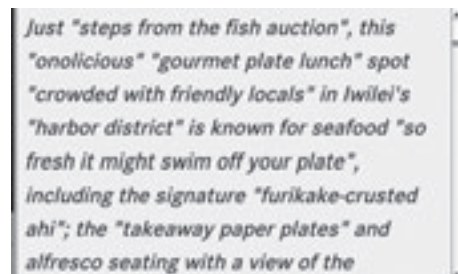 Just "steps from the fish auction", this
"onolicious" "gourmet plate lunch" spot
"crowded with friendly locals" in Iwilei's
"harbor district" is known for seafood "so
fresh it might swim off your plate",
including the signature "furikake-crusted
ahi"; the "takeaway paper plates" and
alfresco seating with a view of the